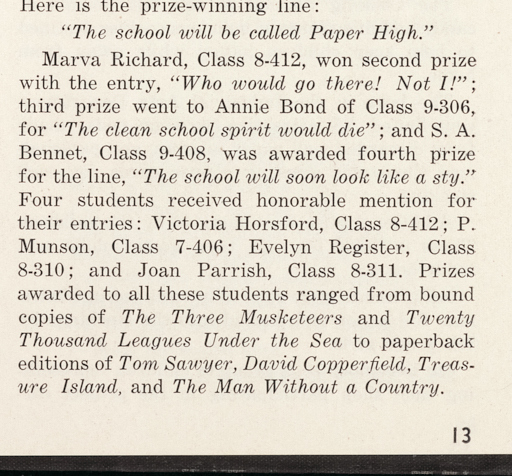 Here is the prize-winning line:
"The school will be called Paper High."
Marva Richard, Class 8-412, won second prize
with the entry, "Who would go there! Not I!";
third prize went to Annie Bond of Class 9-306,
for "The clean school spirit would die"; and S. A.
Bennet, Class 9-408, was awarded fourth prize
for the line, "The school will soon look like a sty."
Four students received honorable mention for
their entries: Victoria Horsford, Class 8-412; P.
Munson, Class 7-406; Evelyn Register, Class
8-310; and Joan Parrish, Class 8-311. Prizes
awarded to all these students ranged from bound
copies of The Three Musketeers and Twenty
Thousand Leagues Under the Sea to paperback
editions of Tom Sawyer, David Copperfield, Treas-
ure Island, and The Man Without a Country.
13